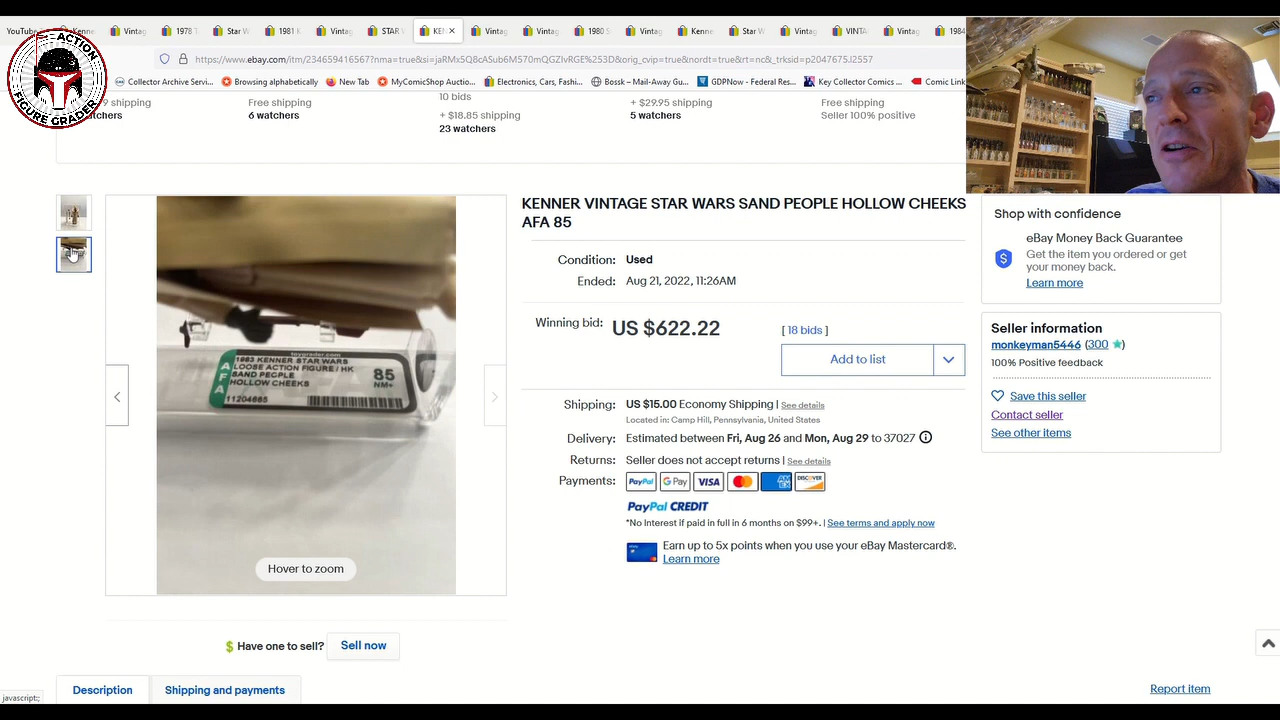 YouTube
Kenne
Vintag
1978 T
Star W
1981 K
Vintag
STAR
KEN
Vintag
Vintag
1980 S
Vintag
Kenne
Star W
Vintag
VINTA
Vintag
1984
ACTION
FIGURE GRADER
https://www.ebay.com/itm/234659416567?nma=true&si=jaRMx5Q8cASub6M570mQGZIvRGE%253D&orig_cvip=true&nordt=true&rt=nc&_trksid=p2047675.l2557
Collector Archive Servi...
Browsing alphabetically
New Tab
MyComicShop Auction...
Electronics, Cars, Fashi...
Bossk – Mail-Away Gu...
GDPNow - Federal Res...
Key Collector Comics ...
Comic Link
9 shipping
tchers
Free shipping
6 watchers
10 bids
+ $18.85 shipping
23 watchers
+ $29.95 shipping
5 watchers
Free shipping
Seller 100% positive
toygrader.com
1983 KENNER STAR WARS
LOOSE ACTION FIGURE / HK
SAND PEOPLE
HOLLOW CHEEKS
11204665
AFA
85
NM+
Hover to zoom
Have one to sell?
Sell now
KENNER VINTAGE STAR WARS SAND PEOPLE HOLLOW CHEEKS
AFA 85
Condition: Used
Ended: Aug 21, 2022, 11:26AM
Winning bid: US $622.22
[ 18 bids ]
Add to list
Shipping: US $15.00 Economy Shipping | See details
Located in: Camp Hill, Pennsylvania, United States
Delivery: Estimated between Fri, Aug 26 and Mon, Aug 29 to 37027
Returns: Seller does not accept returns | See details
Payments: PayPal G Pay VISA AMEX DISCOVER
PayPal CREDIT
*No Interest if paid in full in 6 months on $99+. | See terms and apply now
Earn up to 5x points when you use your eBay Mastercard®.
Learn more
Shop with confidence
eBay Money Back Guarantee
Get the item you ordered or get
your money back.
Learn more
Seller information
monkeyman5446 (300 )
100% Positive feedback
Save this seller
Contact seller
See other items
Description
Shipping and payments
Report item
javascript:;